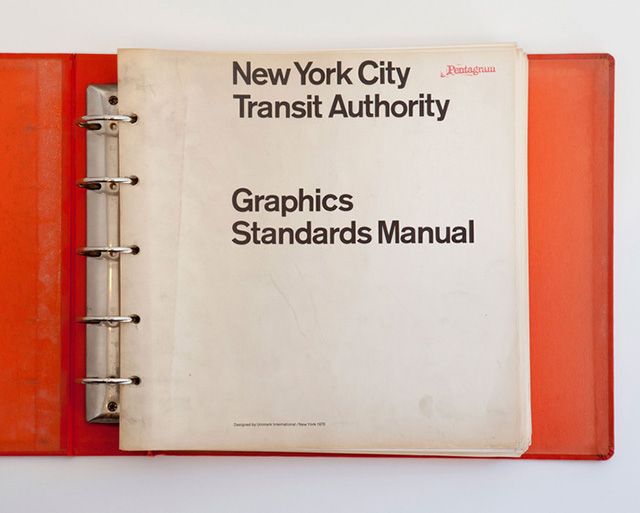 New York City
Transit Authority
Pentagram
Graphics
Standards Manual
Designed by Unimark International / New York 1970